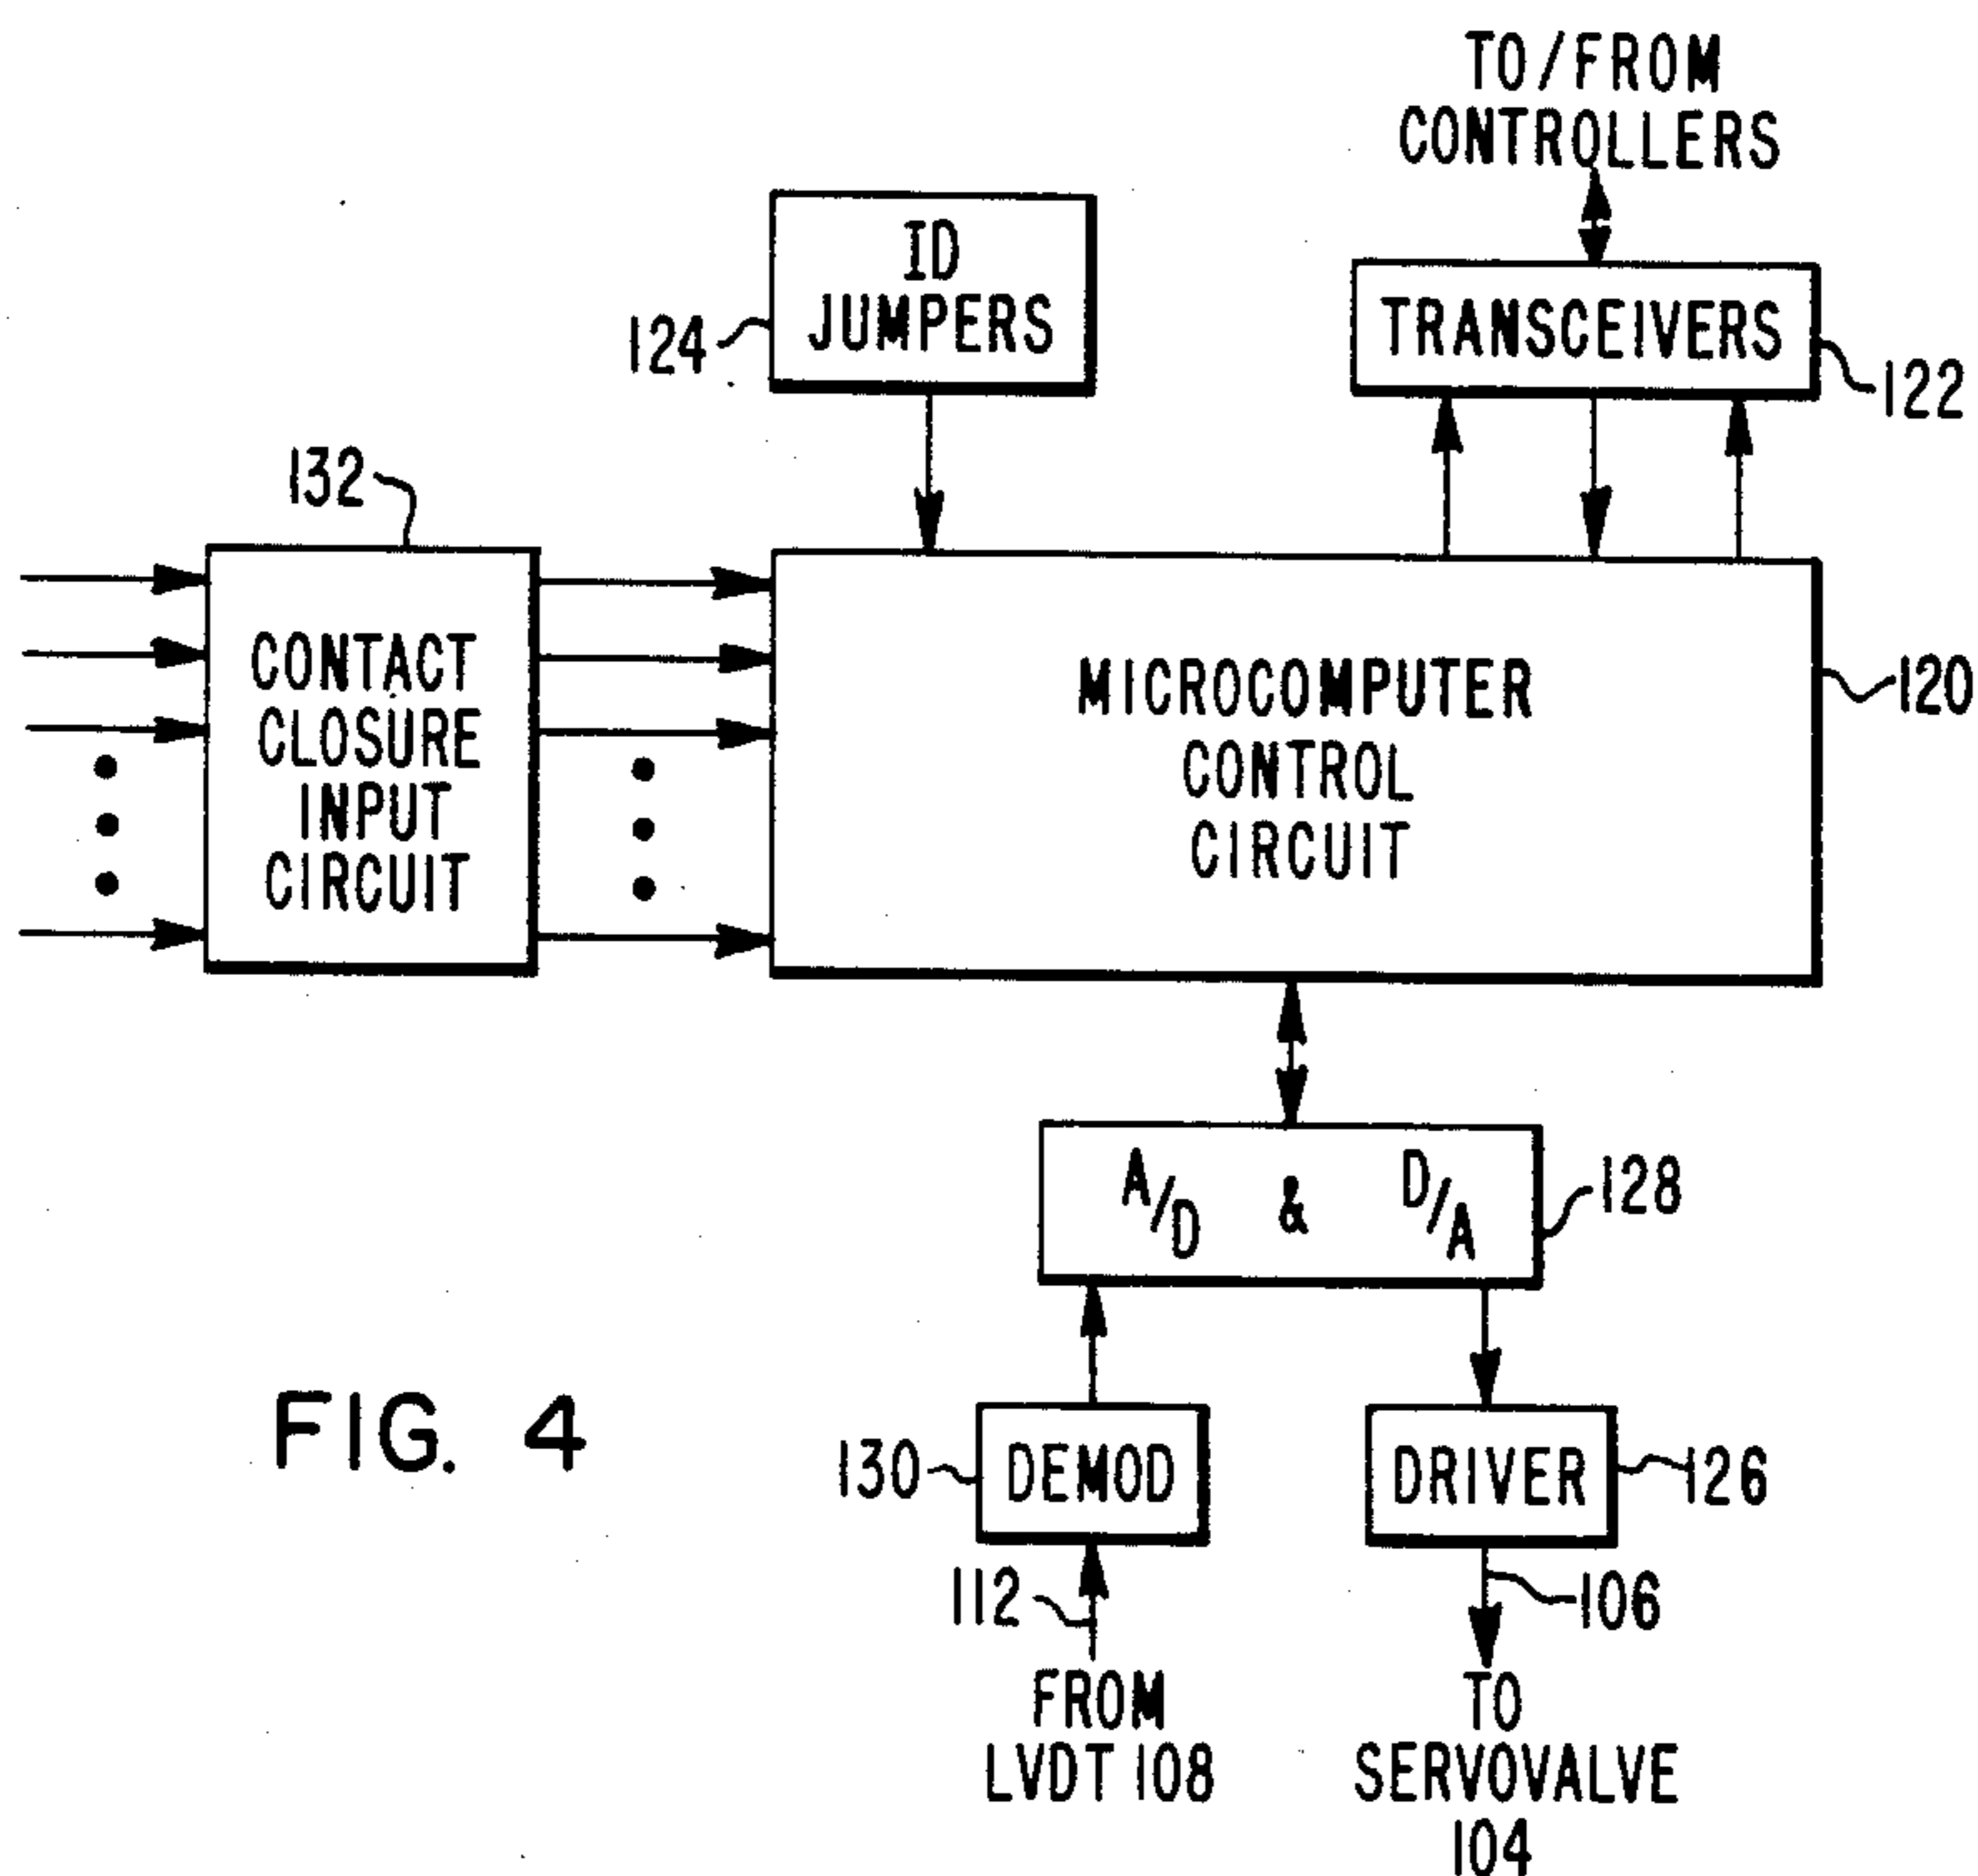 TO/FROM
CONTROLLERS
ID
JUMPERS
124
TRANSCEIVERS
122
132
CONTACT
CLOSURE
INPUT
CIRCUIT
MICROCOMPUTER
CONTROL
CIRCUIT
120
A/D & D/A
128
FIG. 4
130
DEMOD
DRIVER
126
112
106
FROM
LVDT 108
TO
SERVOVALVE
104